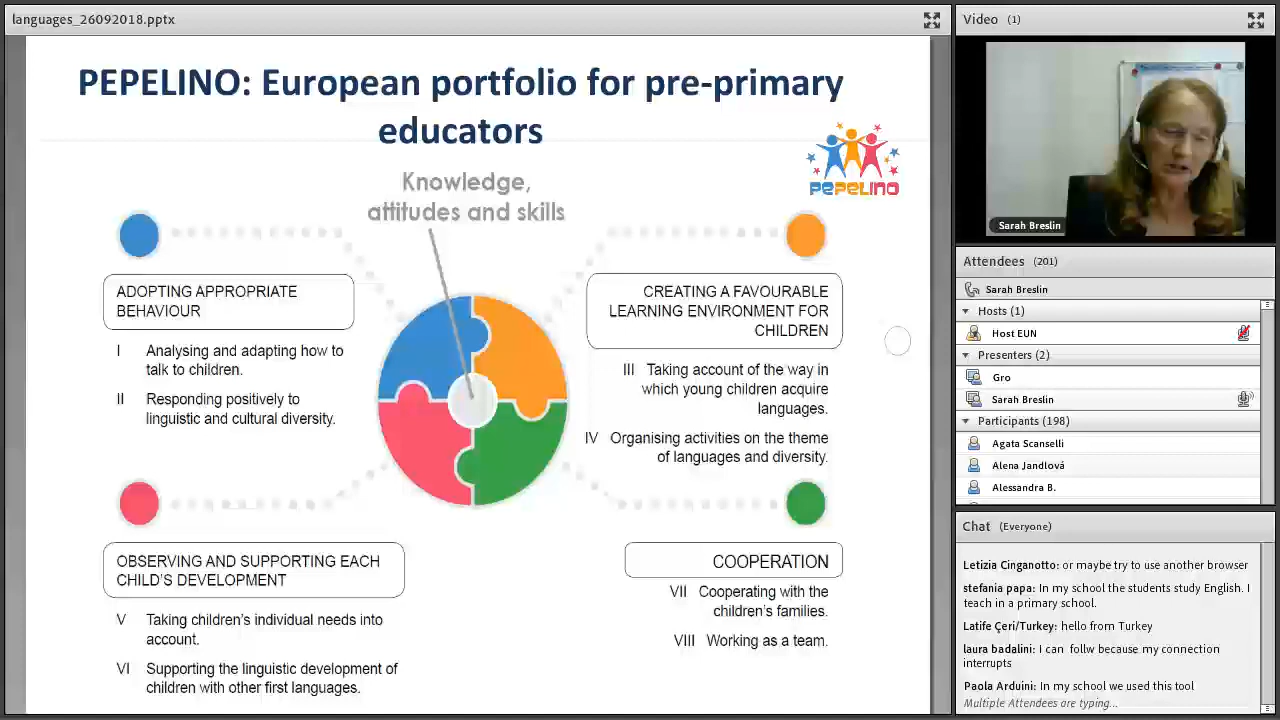 languages_26092018.pptx
PEPELINO: European portfolio for pre-primary
educators
PEPELINO
Knowledge,
attitudes and skills
ADOPTING APPROPRIATE
BEHAVIOUR
I Analysing and adapting how to
talk to children.
II Responding positively to
linguistic and cultural diversity.
CREATING A FAVOURABLE
LEARNING ENVIRONMENT FOR
CHILDREN
III Taking account of the way in
which young children acquire
languages.
IV Organising activities on the theme
of languages and diversity.
OBSERVING AND SUPPORTING EACH
CHILD'S DEVELOPMENT
V Taking children's individual needs into
account.
VI Supporting the linguistic development of
children with other first languages.
COOPERATION
VII Cooperating with the
children's families.
VIII Working as a team.
Video (1)
Sarah Breslin
Attendees (201)
Sarah Breslin
Hosts (1)
Host EUN
Presenters (2)
Gro
Sarah Breslin
Participants (198)
Agata Scanselli
Alena Jandlová
Alessandra B.
Chat (Everyone)
Letizia Cinganotto: or maybe try to use another browser
stefania papa: In my school the students study English. I
teach in a primary school.
Latife Çeri/Turkey: hello from Turkey
laura badalini: I can follw because my connection
interrupts
Paola Arduini: In my school we used this tool
Multiple Attendees are typing...